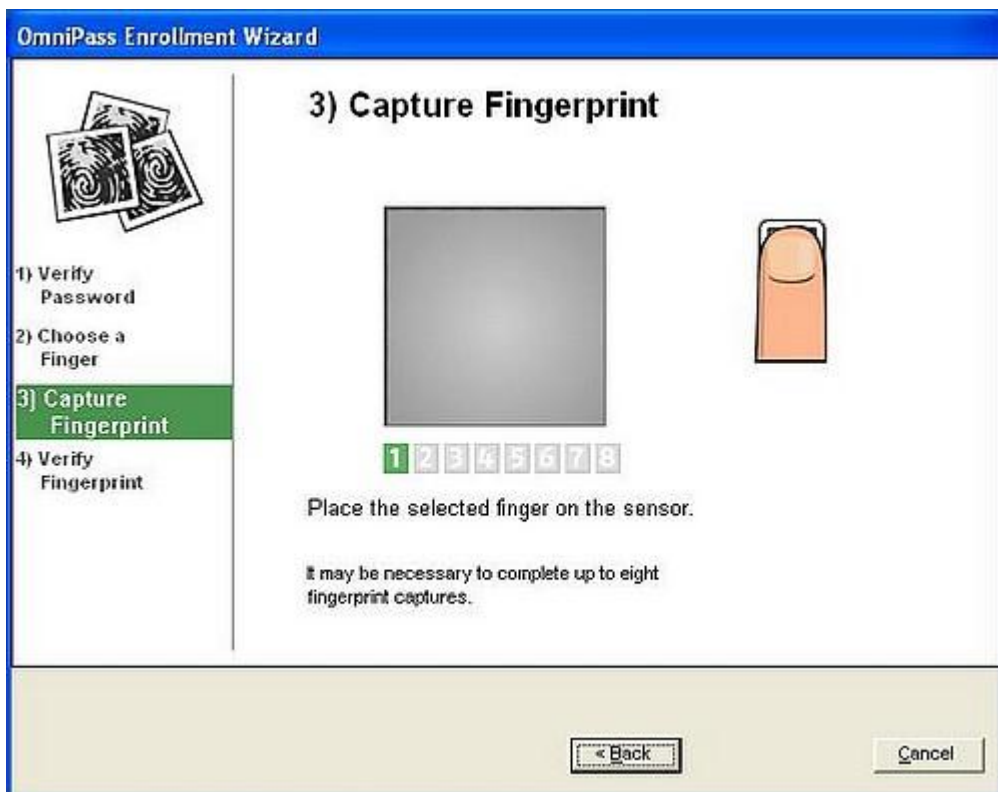 OmniPass Enrollment Wizard
3) Capture Fingerprint
1) Verify
Password
2) Choose a
Finger
3) Capture
Fingerprint
4) Verify
Fingerprint
1 2 3 4 5 6 7 8
Place the selected finger on the sensor.
It may be necessary to complete up to eight
fingerprint captures.
< Back
Cancel